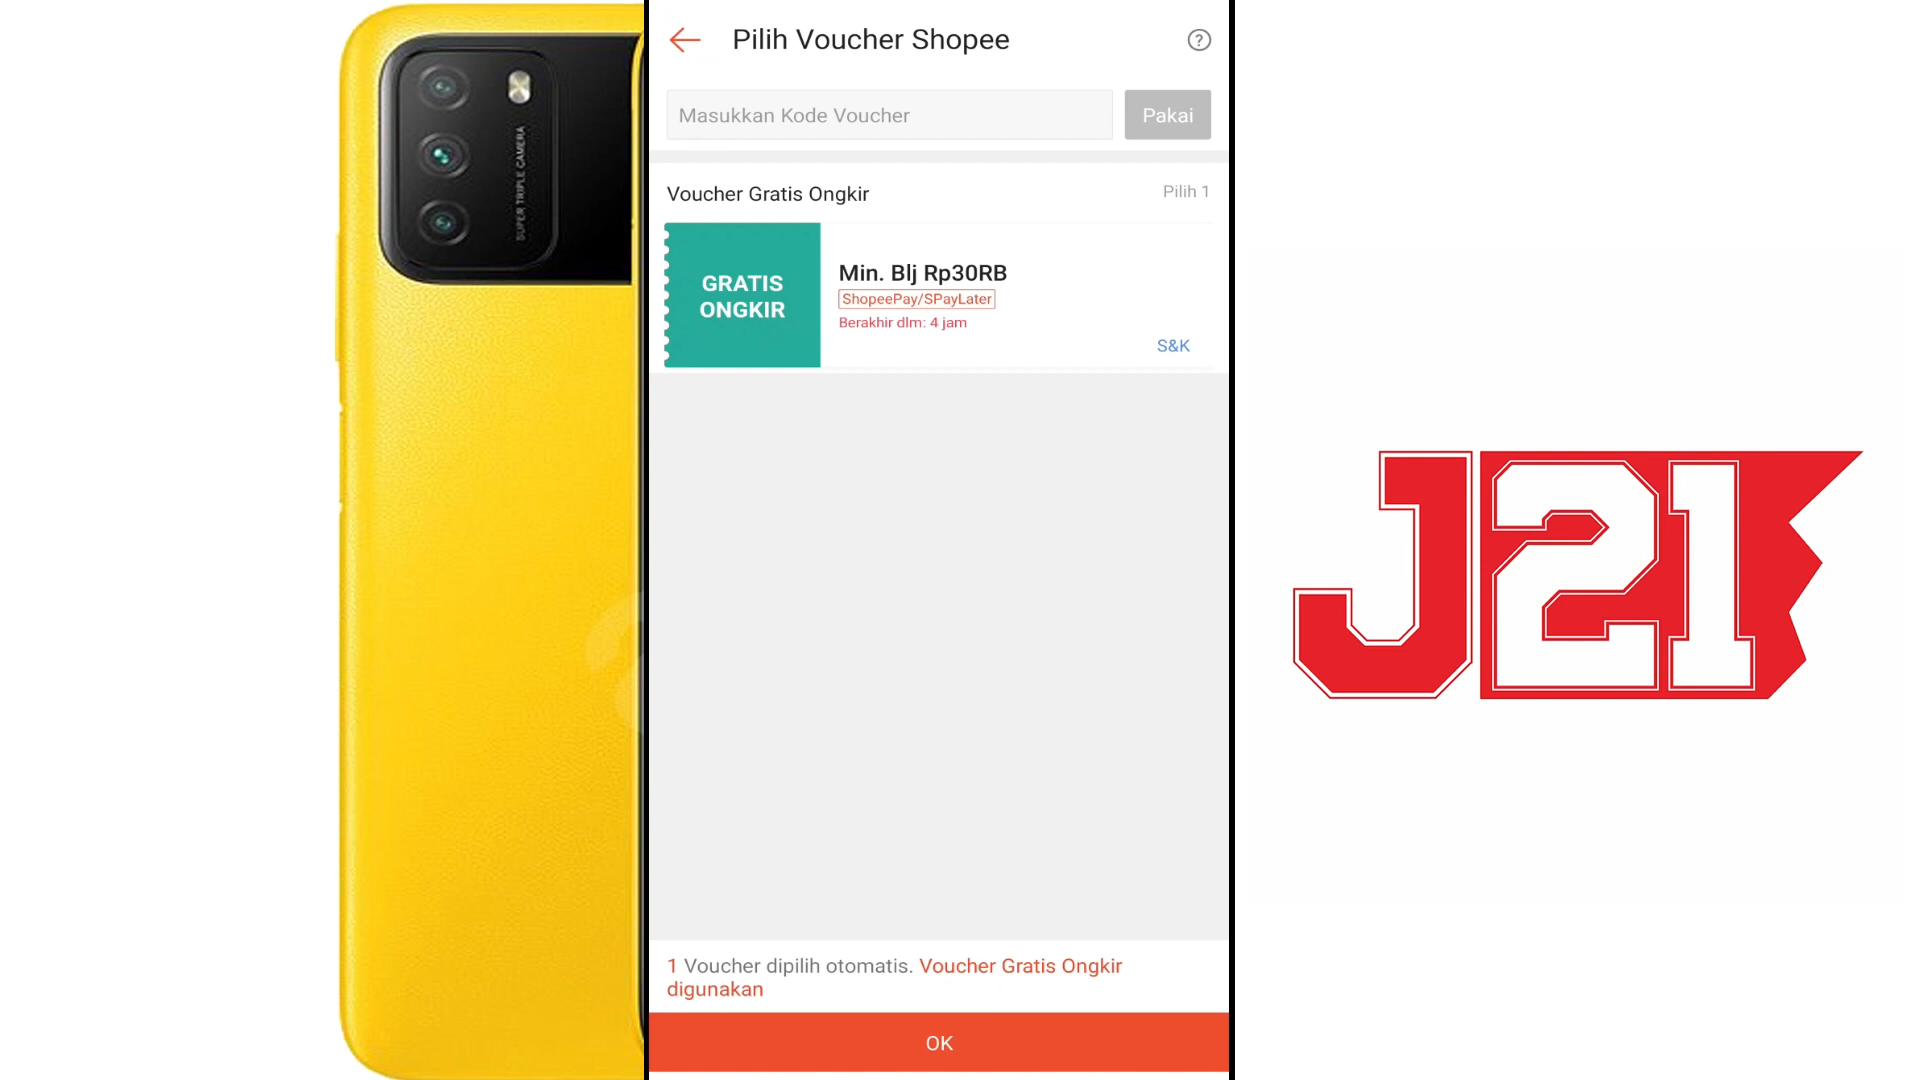 SUPER TRIPLE CAMERA
Pilih Voucher Shopee
?
Masukkan Kode Voucher
Pakai
Voucher Gratis Ongkir
Pilih 1
GRATIS
ONGKIR
Min. Blj Rp30RB
ShopeePay/SPayLater
Berakhir dlm: 4 jam
S&K
1 Voucher dipilih otomatis. Voucher Gratis Ongkir
digunakan
OK
J21